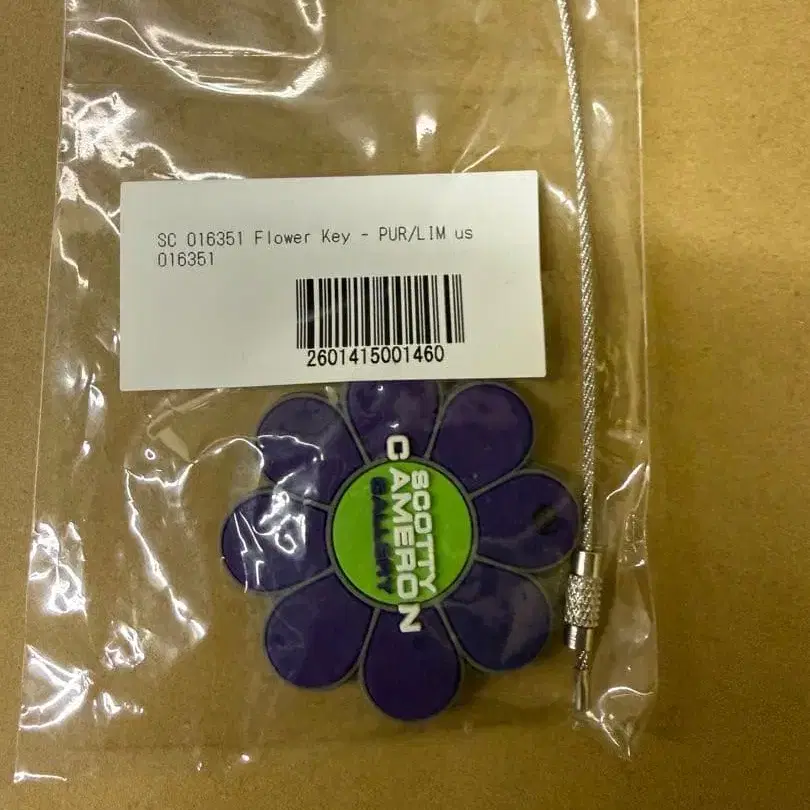 SC 016351 Flower Key - PUR/LIM us
016351
2601415001460
SCOTTY
CAMERON
GALLERY